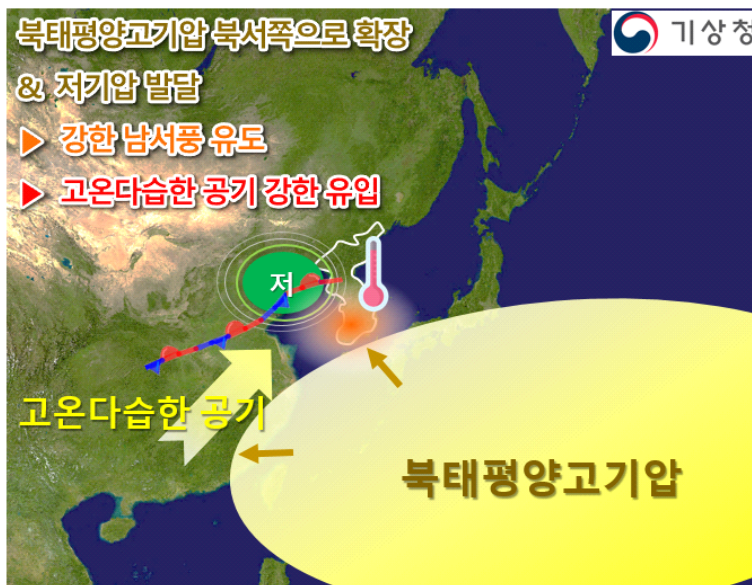 북태평양고기압 북서쪽으로 확장
& 저기압 발달
▶ 강한 남서풍 유도
▶ 고온다습한 공기 강한 유입
기상청
저
고온다습한 공기
북태평양고기압